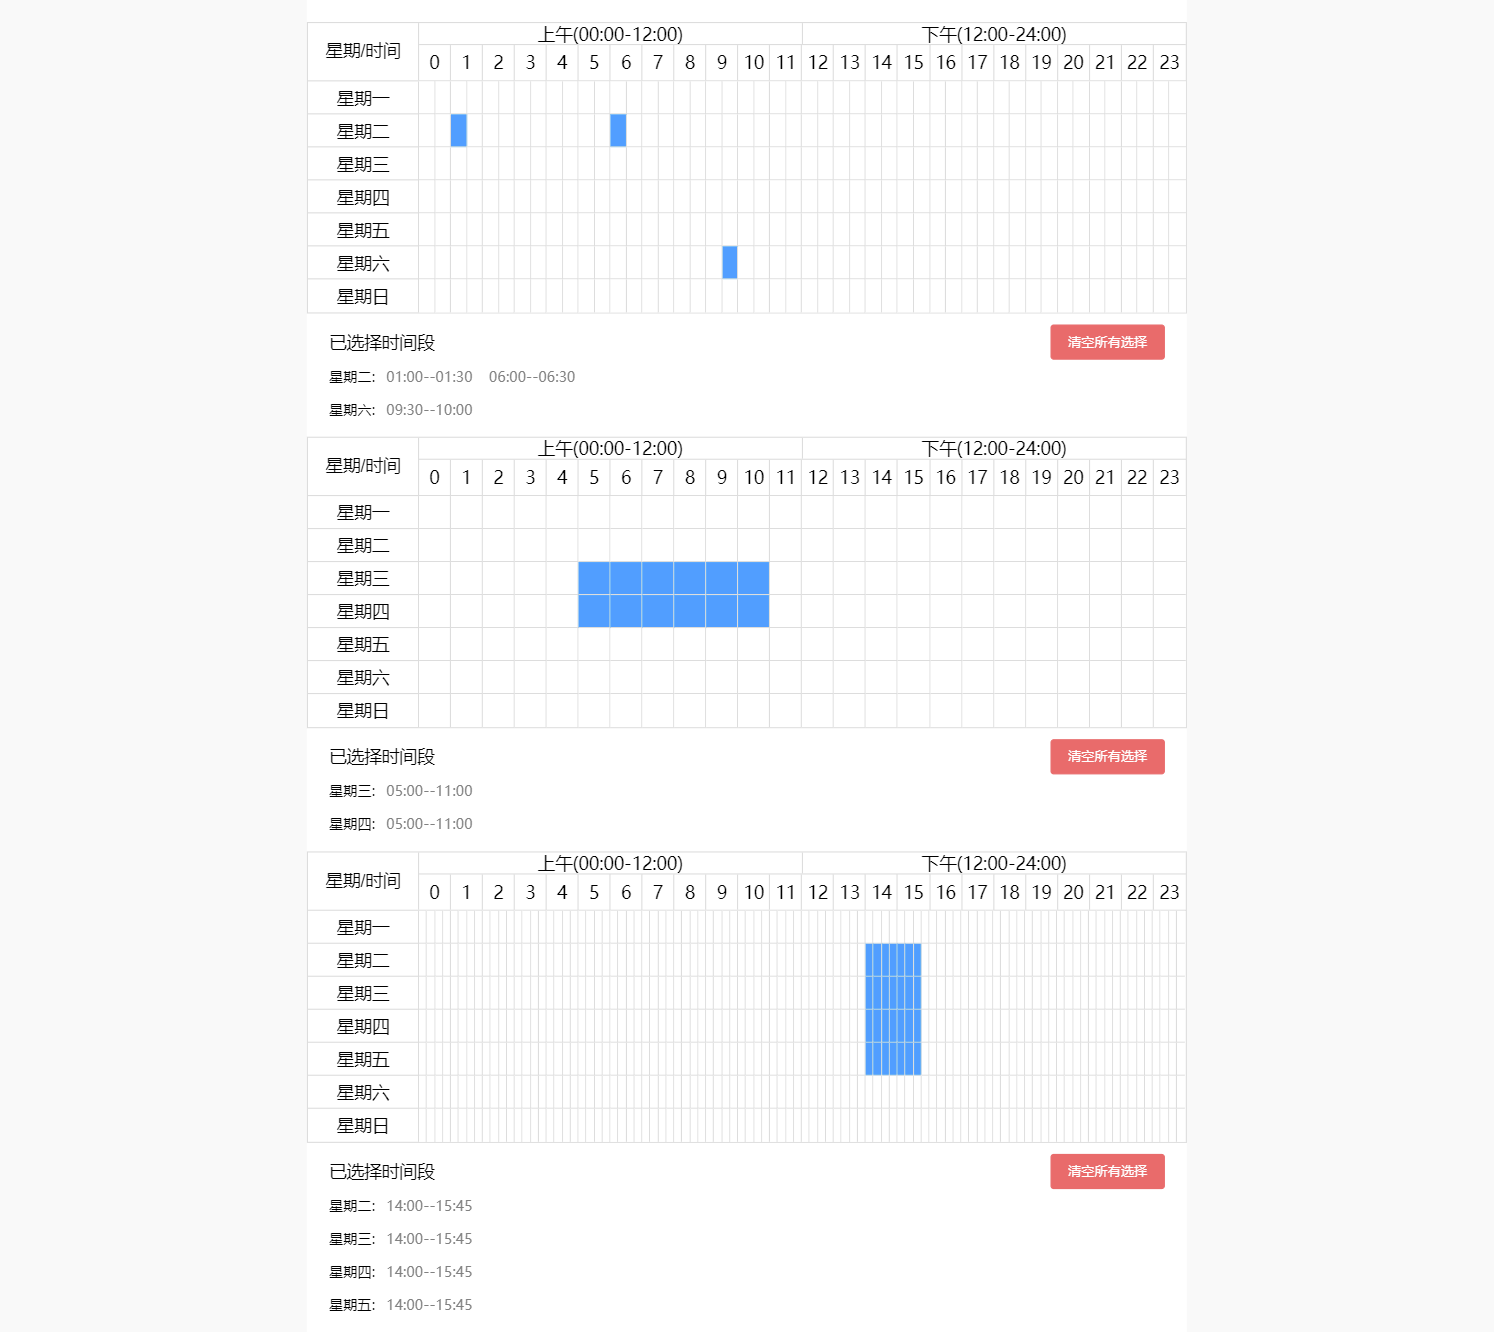 星期/时间 上午(00:00-12:00) 下午(12:00-24:00)
0 1 2 3 4 5 6 7 8 9 10 11 12 13 14 15 16 17 18 19 20 21 22 23
星期一
星期二
星期三
星期四
星期五
星期六
星期日
已选择时间段 清空所有选择
星期二: 01:00--01:30 06:00--06:30
星期六: 09:30--10:00
星期/时间 上午(00:00-12:00) 下午(12:00-24:00)
0 1 2 3 4 5 6 7 8 9 10 11 12 13 14 15 16 17 18 19 20 21 22 23
星期一
星期二
星期三
星期四
星期五
星期六
星期日
已选择时间段 清空所有选择
星期三: 05:00--11:00
星期四: 05:00--11:00
星期/时间 上午(00:00-12:00) 下午(12:00-24:00)
0 1 2 3 4 5 6 7 8 9 10 11 12 13 14 15 16 17 18 19 20 21 22 23
星期一
星期二
星期三
星期四
星期五
星期六
星期日
已选择时间段 清空所有选择
星期二: 14:00--15:45
星期三: 14:00--15:45
星期四: 14:00--15:45
星期五: 14:00--15:45